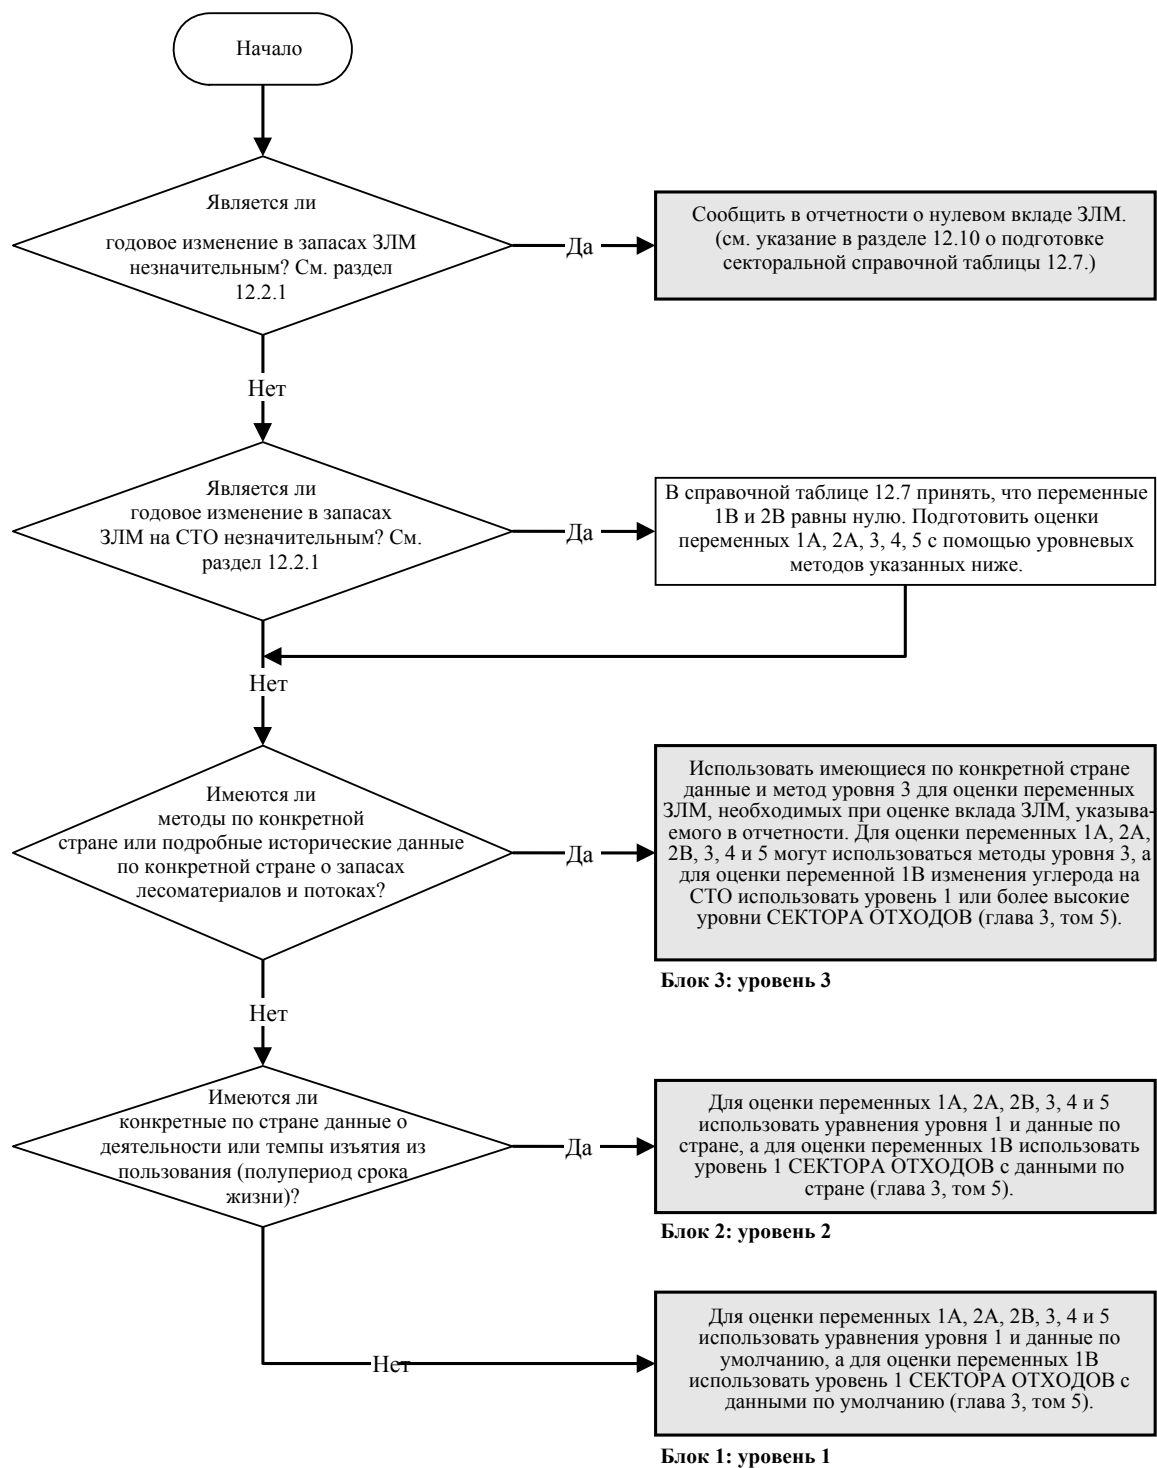 Начало
Является ли
годовое изменение в запасах ЗЛМ
незначительным? См. раздел
12.2.1
Да
Сообщить в отчетности о нулевом вкладе ЗЛМ.
(см. указание в разделе 12.10 о подготовке
секторальной справочной таблицы 12.7.)
Нет
Является ли
годовое изменение в запасах
ЗЛМ на СТО незначительным? См.
раздел 12.2.1
Да
В справочной таблице 12.7 принять, что переменные
1В и 2В равны нулю. Подготовить оценки
переменных 1А, 2А, 3, 4, 5 с помощью уровневых
методов указанных ниже.
Нет
Имеются ли
методы по конкретной
стране или подробные исторические данные
по конкретной стране о запасах
лесоматериалов и потоках?
Да
Использовать имеющиеся по конкретной стране
данные и метод уровня 3 для оценки переменных
ЗЛМ, необходимых при оценке вклада ЗЛМ, указыва-
емого в отчетности. Для оценки переменных 1А, 2А,
2В, 3, 4 и 5 могут использоваться методы уровня 3, а
для оценки переменной 1В изменения углерода на
СТО использовать уровень 1 или более высокие
уровни СЕКТОРА ОТХОДОВ (глава 3, том 5).
Блок 3: уровень 3
Нет
Имеются ли
конкретные по стране данные о
деятельности или темпы изъятия из
пользования (полупериод срока
жизни)?
Да
Для оценки переменных 1А, 2А, 2В, 3, 4 и 5
использовать уравнения уровня 1 и данные по
стране, а для оценки переменных 1В использовать
уровень 1 СЕКТОРА ОТХОДОВ с данными по
стране (глава 3, том 5).
Блок 2: уровень 2
Нет
Для оценки переменных 1А, 2А, 2В, 3, 4 и 5
использовать уравнения уровня 1 и данные по
умолчанию, а для оценки переменных 1В
использовать уровень 1 СЕКТОРА ОТХОДОВ с
данными по умолчанию (глава 3, том 5).
Блок 1: уровень 1